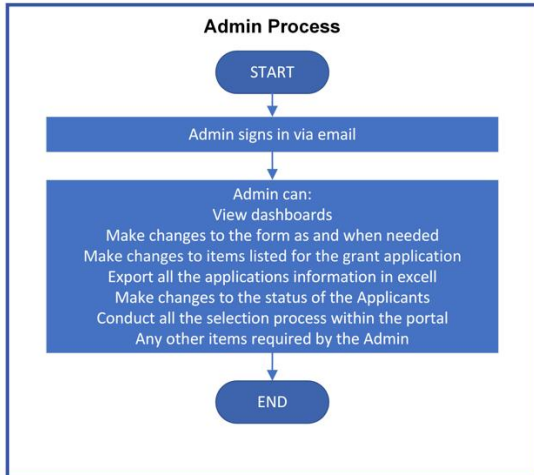 Admin Process
START
Admin signs in via email
Admin can:
View dashboards
Make changes to the form as and when needed
Make changes to items listed for the grant application
Export all the applications information in excell
Make changes to the status of the Applicants
Conduct all the selection process within the portal
Any other items required by the Admin
END